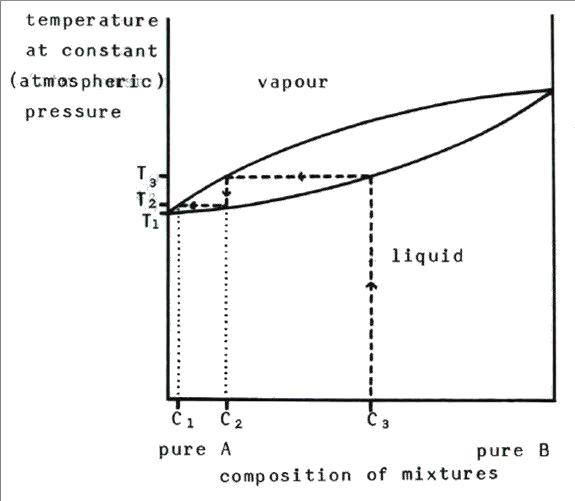 temperature
at constant
(atmospheric)
pressure
vapour
T3
T2
T1
liquid
C1 C2 C3
pure A pure B
composition of mixtures